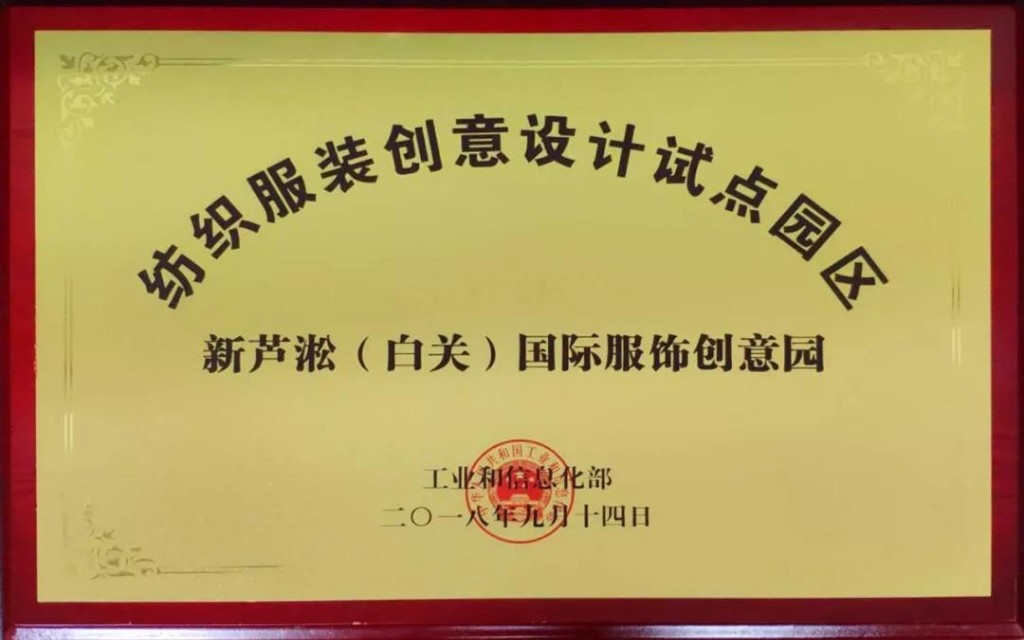 纺织服装创意设计试点园区
新芦淞（白关）国际服饰创意园
工业和信息化部
二〇一八年九月十四日